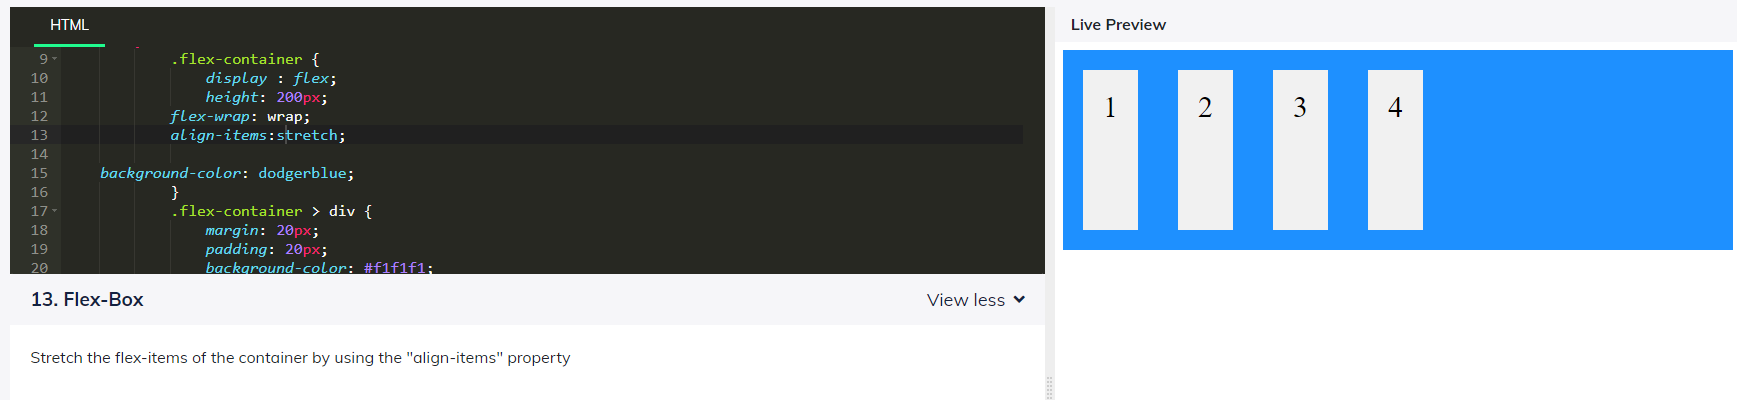 HTML
Live Preview
9 .flex-container {
10 display : flex;
11 height: 200px;
12 flex-wrap: wrap;
13 align-items:stretch;
14
15 background-color: dodgerblue;
16 }
17 .flex-container > div {
18 margin: 20px;
19 padding: 20px;
20 background-color: #f1f1f1;
1 2 3 4
13. Flex-Box
View less
Stretch the flex-items of the container by using the "align-items" property